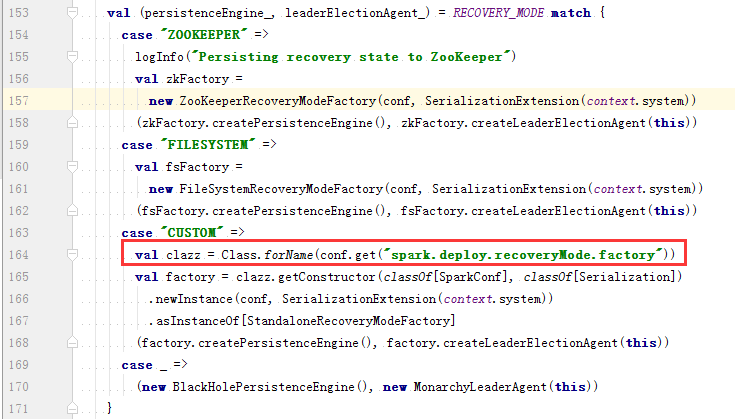 153 val (persistenceEngine_, leaderElectionAgent_) = RECOVERY_MODE match {
154 case "ZOOKEEPER" =>
155 logInfo("Persisting recovery state to ZooKeeper")
156 val zkFactory =
157 new ZooKeeperRecoveryModeFactory(conf, SerializationExtension(context.system))
158 (zkFactory.createPersistenceEngine(), zkFactory.createLeaderElectionAgent(this))
159 case "FILESYSTEM" =>
160 val fsFactory =
161 new FileSystemRecoveryModeFactory(conf, SerializationExtension(context.system))
162 (fsFactory.createPersistenceEngine(), fsFactory.createLeaderElectionAgent(this))
163 case "CUSTOM" =>
164 val clazz = Class.forName(conf.get("spark.deploy.recoveryMode.factory"))
165 val factory = clazz.getConstructor(classOf[SparkConf], classOf[Serialization])
166 .newInstance(conf, SerializationExtension(context.system))
167 .asInstanceOf[StandaloneRecoveryModeFactory]
168 (factory.createPersistenceEngine(), factory.createLeaderElectionAgent(this))
169 case _ =>
170 (new BlackHolePersistenceEngine(), new MonarchyLeaderAgent(this))
171 }